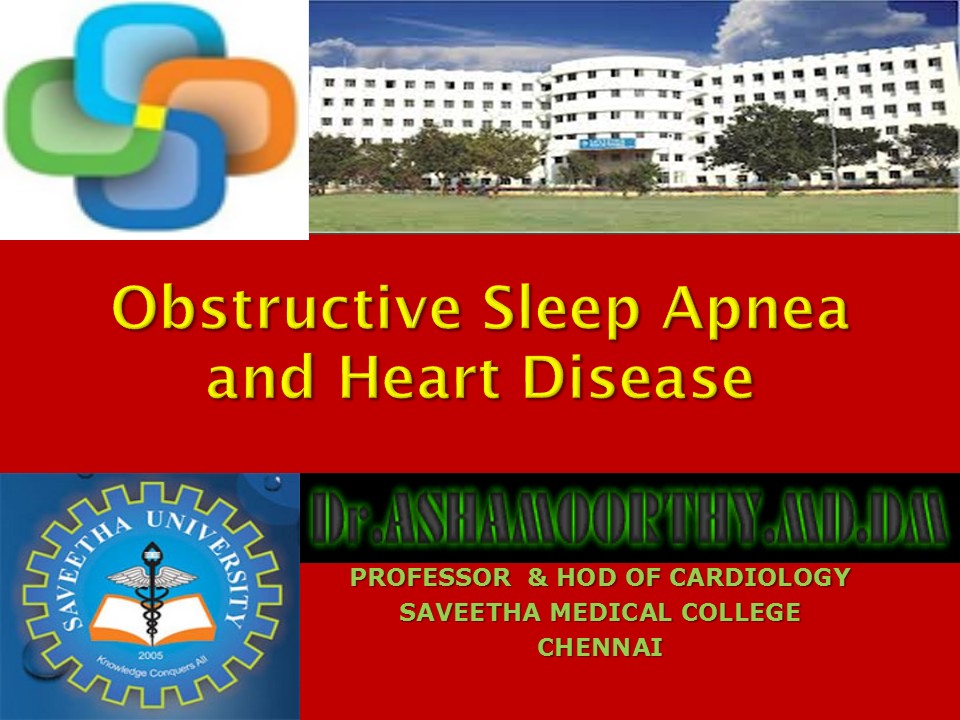 Obstructive Sleep Apnea
and Heart Disease
Dr.ASHAMOORTHY.MD.DM
PROFESSOR & HOD OF CARDIOLOGY
SAVEETHA MEDICAL COLLEGE
CHENNAI
SAVEETHA UNIVERSITY
2005
Knowledge Conquers All